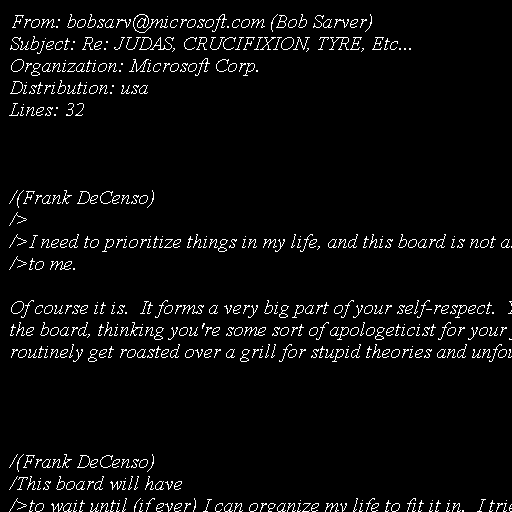 From: bobsarv@microsoft.com (Bob Sarver)
Subject: Re: JUDAS, CRUCIFIXION, TYRE, Etc...
Organization: Microsoft Corp.
Distribution: usa
Lines: 32
/(Frank DeCenso)
/>
/>I need to prioritize things in my life, and this board is not
/>to me.
Of course it is.  It forms a very big part of your self-respect.
the board, thinking you're some sort of apologeticist for your
routinely get roasted over a grill for stupid theories and
/(Frank DeCenso)
/This board will have
/>to wait until (if ever) I can organize my life to fit it in.  I